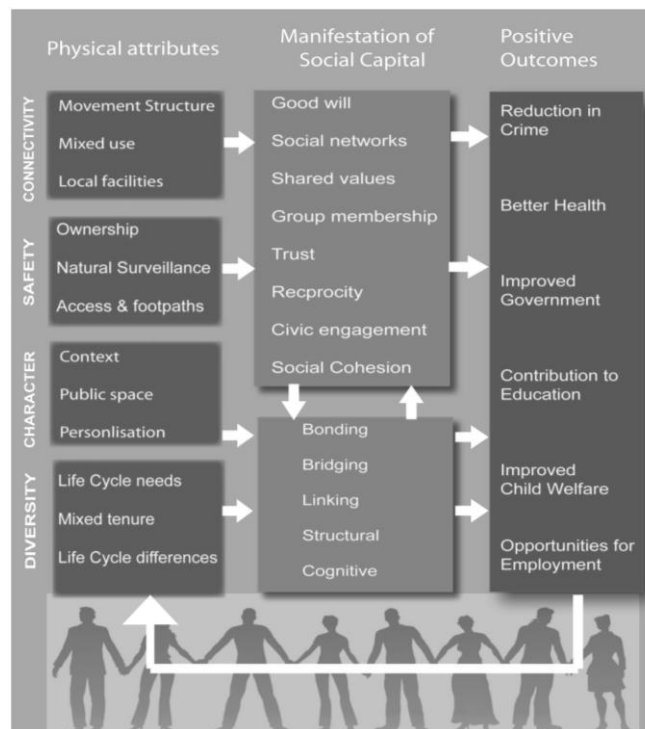 Physical attributes
Manifestation of
Social Capital
Positive
Outcomes
CONNECTIVITY
Movement Structure
Mixed use
Local facilities
SAFETY
Ownership
Natural Surveillance
Access & footpaths
CHARACTER
Context
Public space
Personlisation
DIVERSITY
Life Cycle needs
Mixed tenure
Life Cycle differences
Good will
Social networks
Shared values
Group membership
Trust
Recprocity
Civic engagement
Social Cohesion
Bonding
Bridging
Linking
Structural
Cognitive
Reduction in
Crime
Better Health
Improved
Government
Contribution to
Education
Improved
Child Welfare
Opportunities for
Employment